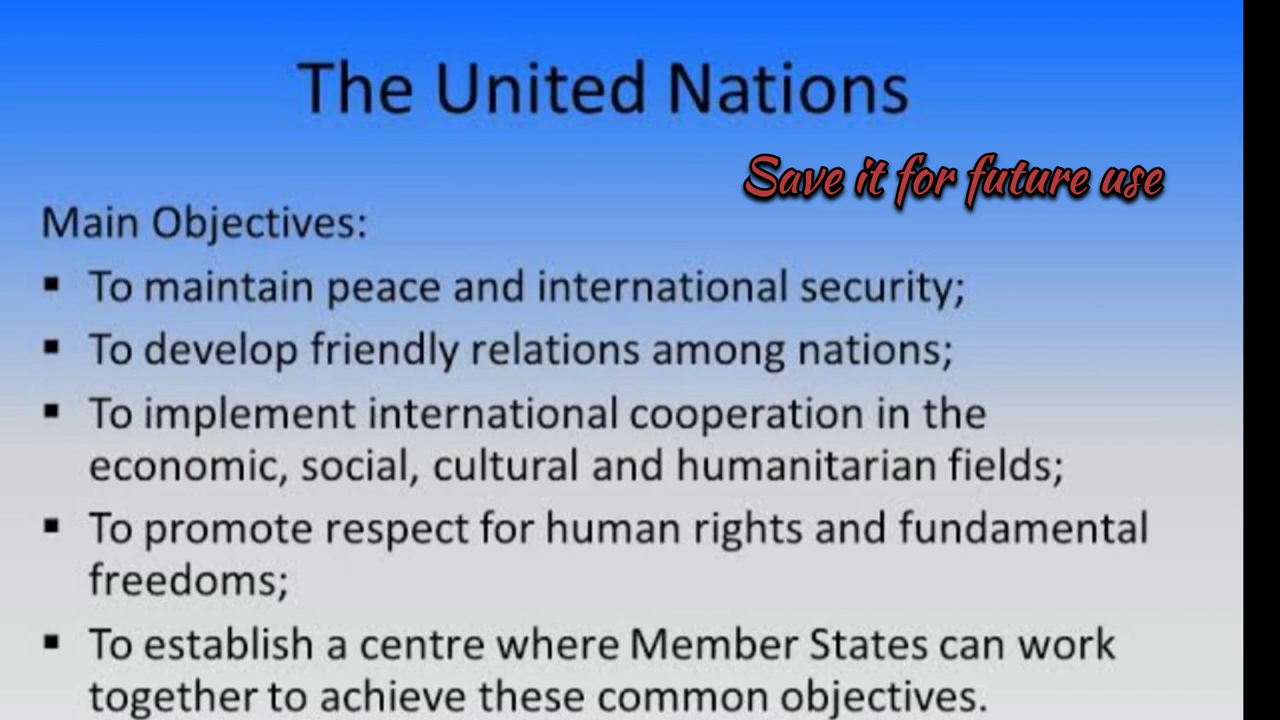 The United Nations
Save it for future use
Main Objectives:
▪ To maintain peace and international security;
▪ To develop friendly relations among nations;
▪ To implement international cooperation in the
economic, social, cultural and humanitarian fields;
▪ To promote respect for human rights and fundamental
freedoms;
▪ To establish a centre where Member States can work
together to achieve these common objectives.